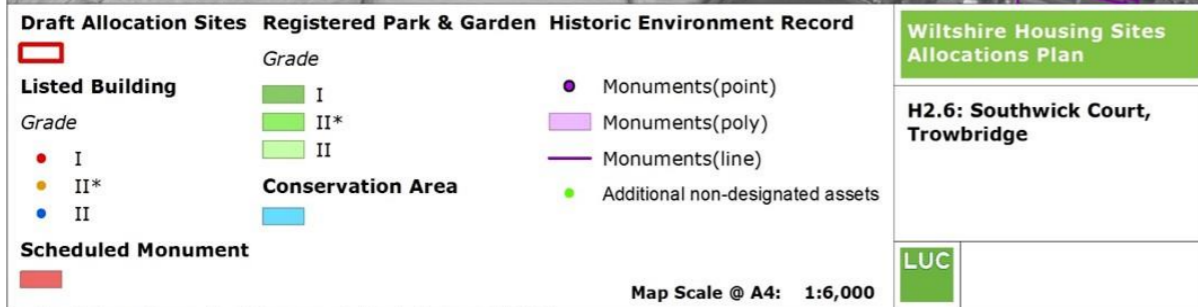 Draft Allocation Sites
Listed Building
Grade
I
II*
II
Scheduled Monument
Registered Park & Garden
Grade
I
II*
II
Conservation Area
Historic Environment Record
Monuments(point)
Monuments(poly)
Monuments(line)
Additional non-designated assets
Map Scale @ A4: 1:6,000
Wiltshire Housing Sites
Allocations Plan
H2.6: Southwick Court,
Trowbridge
LUC